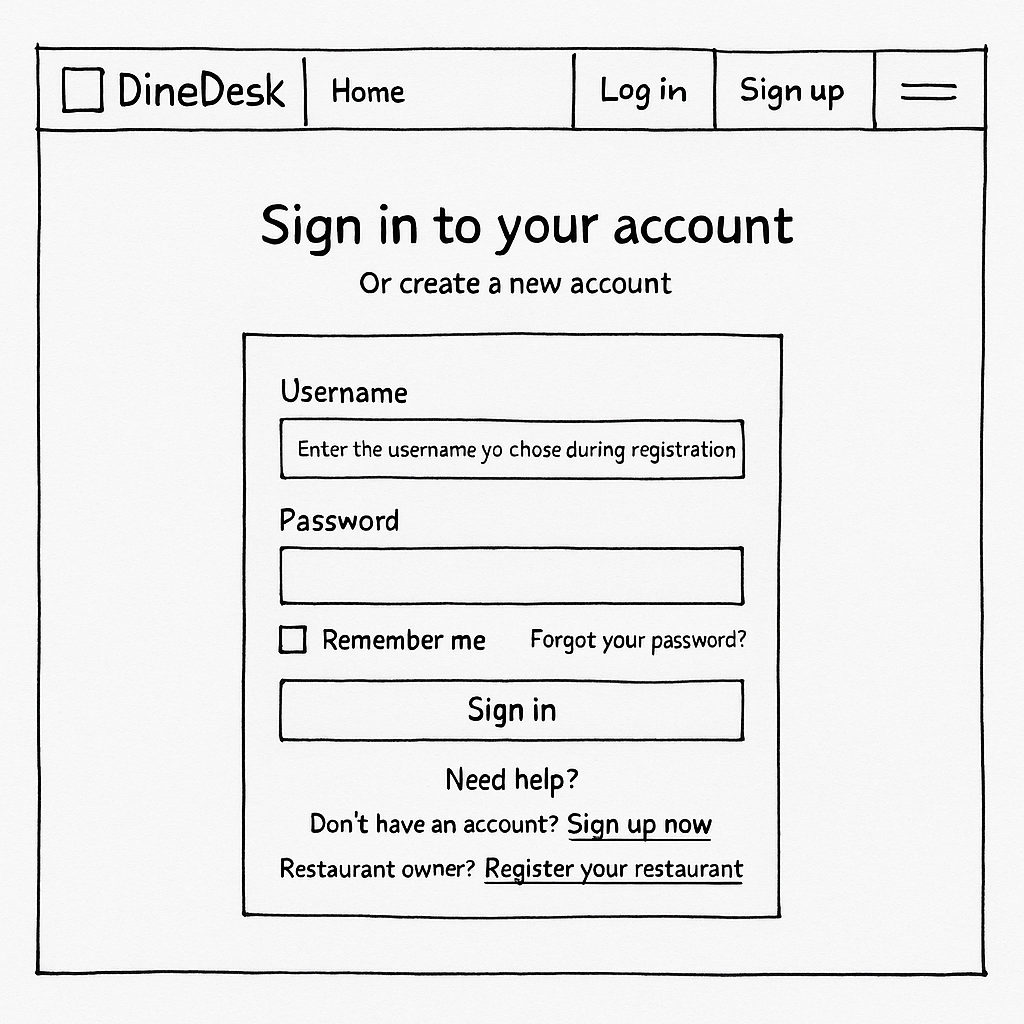 DineDesk Home Log in Sign up
Sign in to your account
Or create a new account
Username
Enter the username yo chose during registration
Password
Remember me Forgot your password?
Sign in
Need help?
Don't have an account? Sign up now
Restaurant owner? Register your restaurant